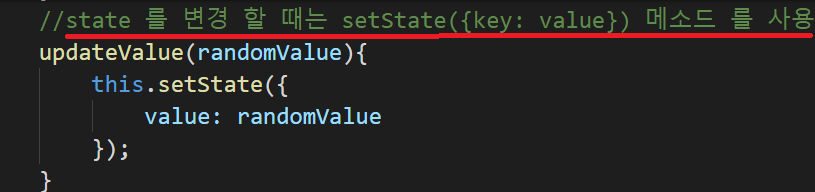 //state 를 변경 할 때는 setState({key: value}) 메소드 를 사용
updateValue(randomValue){
this.setState({
value: randomValue
});
}